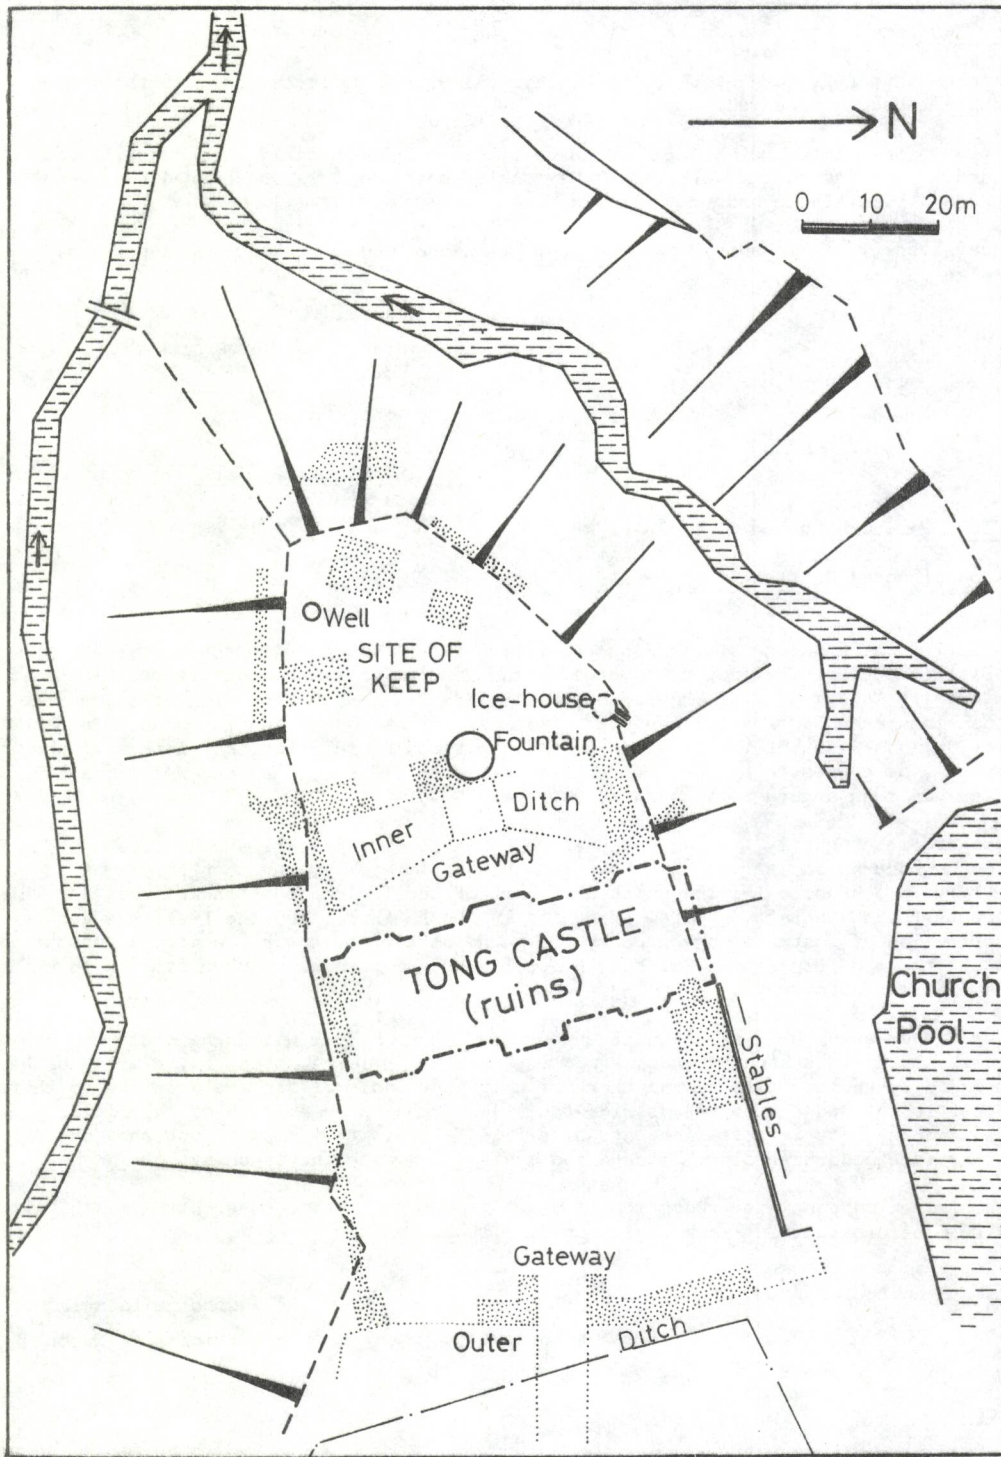 N
0 10 20m
Well
SITE OF
KEEP
Ice-house
Fountain
Inner
Ditch
Gateway
TONG CASTLE
(ruins)
Church
Pool
Stables
Gateway
Outer
Ditch